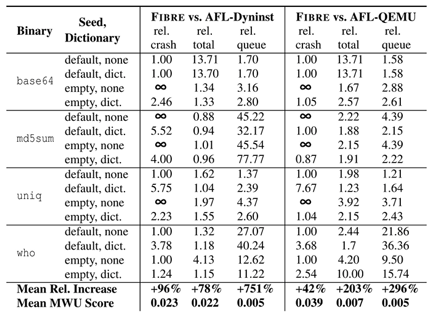 Binary Seed, Dictionary FIBRE vs. AFL-Dyninst FIBRE vs. AFL-QEMU
rel. crash rel. total rel. queue rel. crash rel. total rel. queue
base64
default, none 1.00 13.71 1.70 1.00 13.71 1.58
default, dict. 1.00 13.70 1.70 1.00 13.71 1.58
empty, none ∞ 1.34 3.16 ∞ 1.67 2.88
empty, dict. 2.46 1.33 2.80 1.05 2.57 2.61
md5sum
default, none ∞ 0.88 45.22 ∞ 2.22 4.39
default, dict. 5.52 0.94 32.17 1.00 1.88 2.15
empty, none ∞ 1.01 45.54 ∞ 2.15 4.39
empty, dict. 4.00 0.96 77.77 0.87 1.91 2.22
uniq
default, none 1.00 1.62 1.37 1.00 1.98 1.21
default, dict. 5.75 1.04 2.39 7.67 1.23 1.64
empty, none ∞ 1.97 4.37 ∞ 3.92 3.71
empty, dict. 2.23 1.55 2.60 1.04 2.15 2.43
who
default, none 1.00 1.32 27.07 1.00 2.44 21.86
default, dict. 3.78 1.18 40.24 3.68 1.7 36.36
empty, none 1.00 4.13 12.62 1.00 4.20 9.50
empty, dict. 1.24 1.15 11.22 2.54 10.00 15.74
Mean Rel. Increase +96% +78% +751% +42% +203% +296%
Mean MWU Score 0.023 0.022 0.005 0.039 0.007 0.005